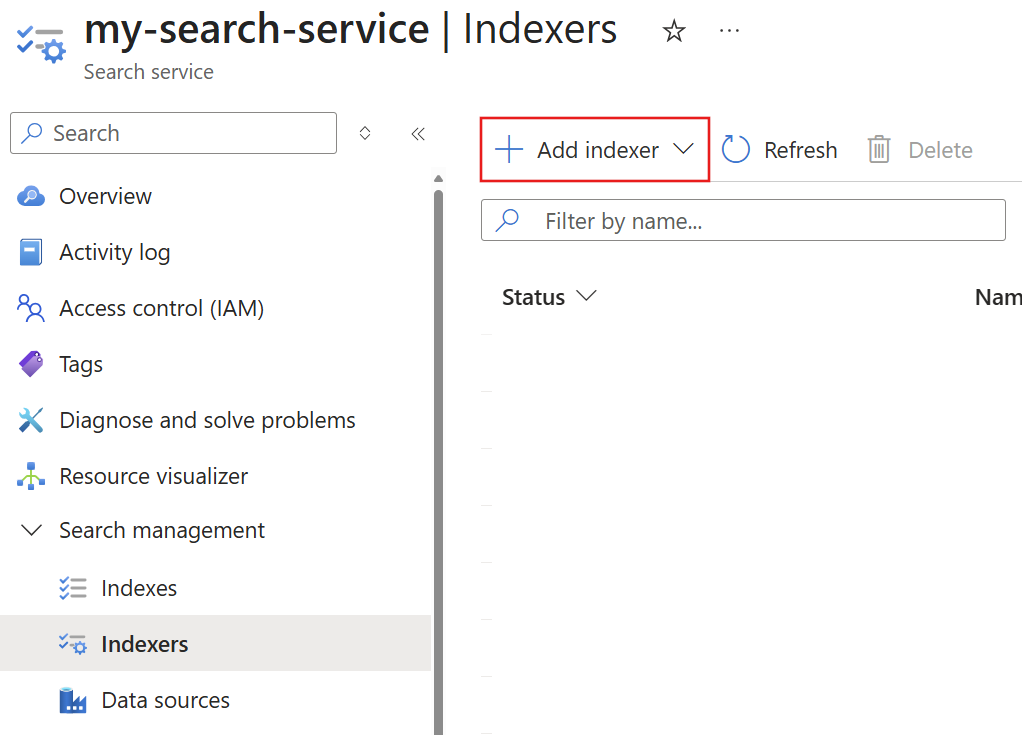 my-search-service | Indexers
Search service
Search
Overview
Activity log
Access control (IAM)
Tags
Diagnose and solve problems
Resource visualizer
Search management
Indexes
Indexers
Data sources
Add indexer
Refresh
Delete
Filter by name...
Status
Nam